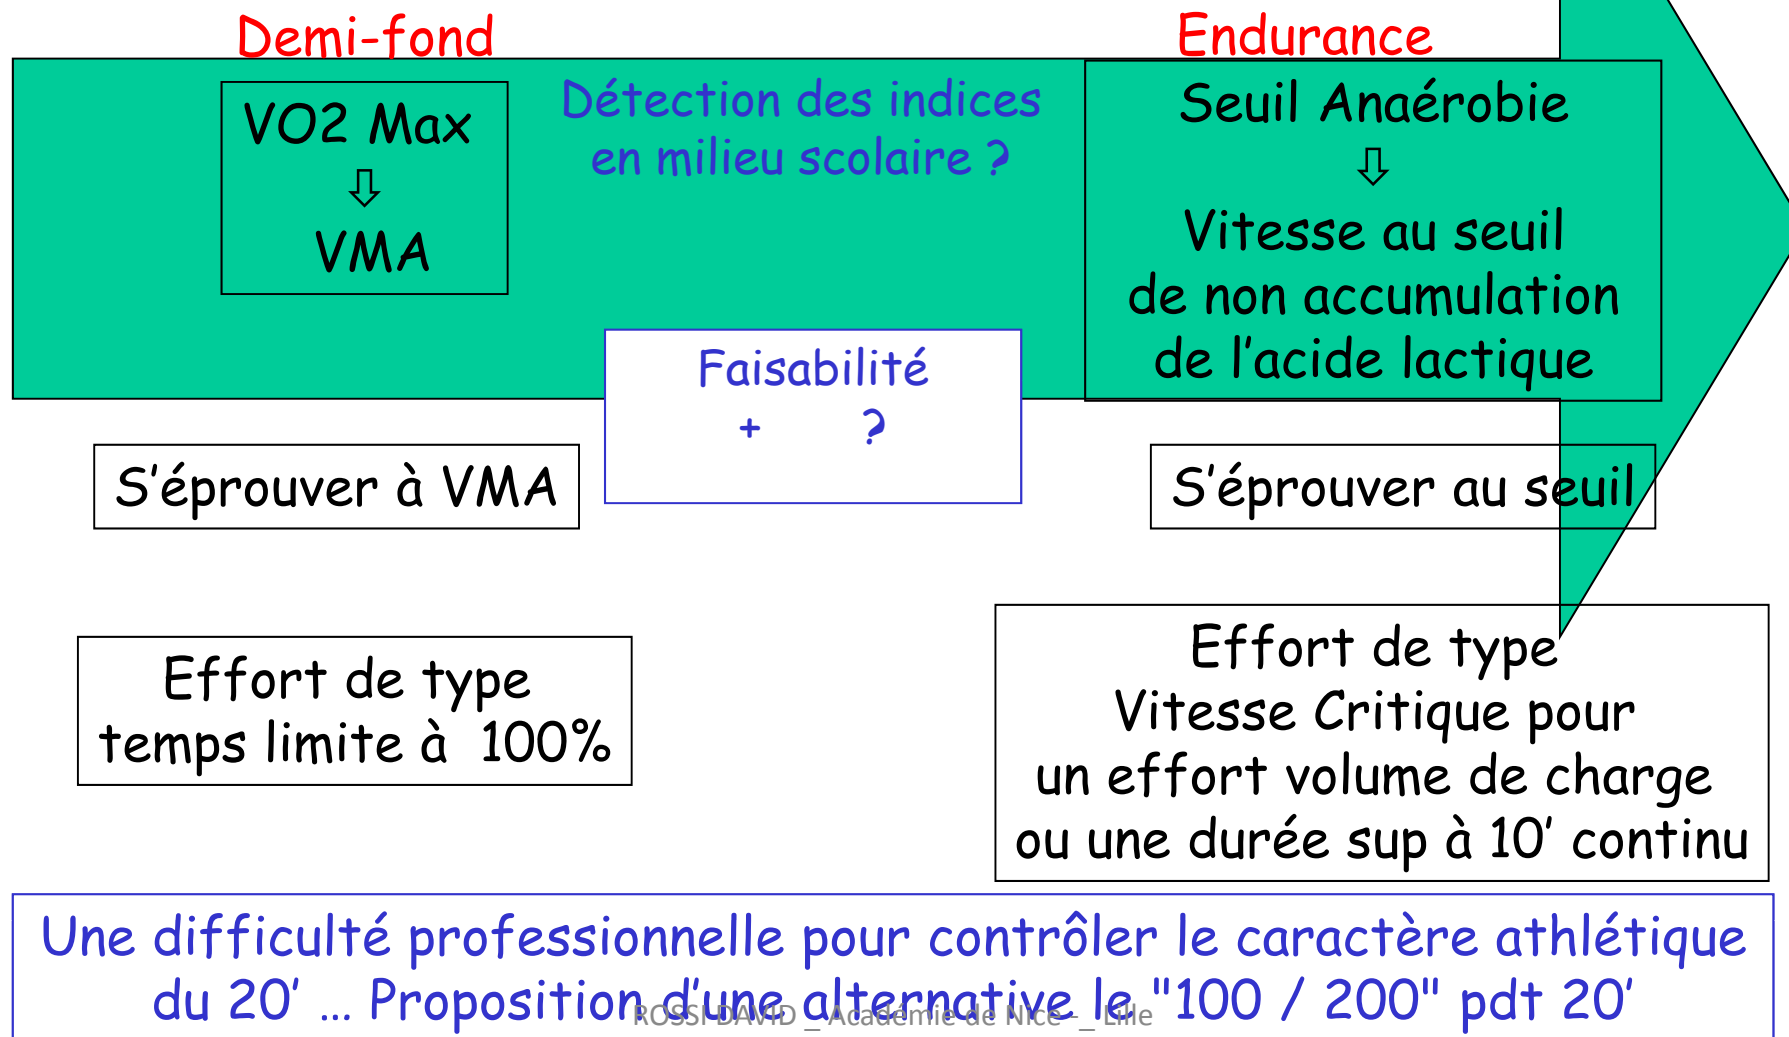 Demi-fond
Endurance
VO2 Max
⇩
VMA
Détection des indices
en milieu scolaire ?
Seuil Anaérobie
⇩
Vitesse au seuil
de non accumulation
de l'acide lactique
Faisabilité
+ ?
S'éprouver à VMA
S'éprouver au seuil
Effort de type
temps limite à 100%
Effort de type
Vitesse Critique pour
un effort volume de charge
ou une durée sup à 10' continu
Une difficulté professionnelle pour contrôler le caractère athlétique
du 20' ... Proposition d'une alternative le "100 / 200" pdt 20'
ROSSI DAVID _ Académie de Nice -_ Lille